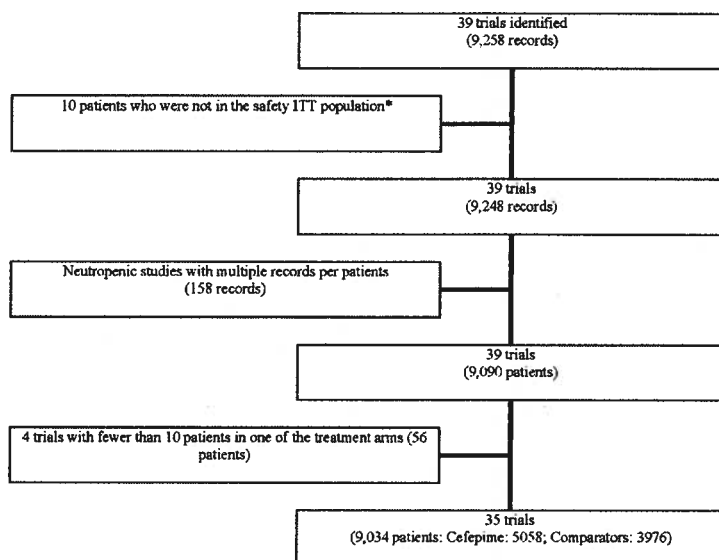 39 trials identified
(9,258 records)
10 patients who were not in the safety ITT population*
39 trials
(9,248 records)
Neutropenic studies with multiple records per patients
(158 records)
39 trials
(9,090 patients)
4 trials with fewer than 10 patients in one of the treatment arms (56
patients)
35 trials
(9,034 patients: Cefepime: 5058; Comparators: 3976)